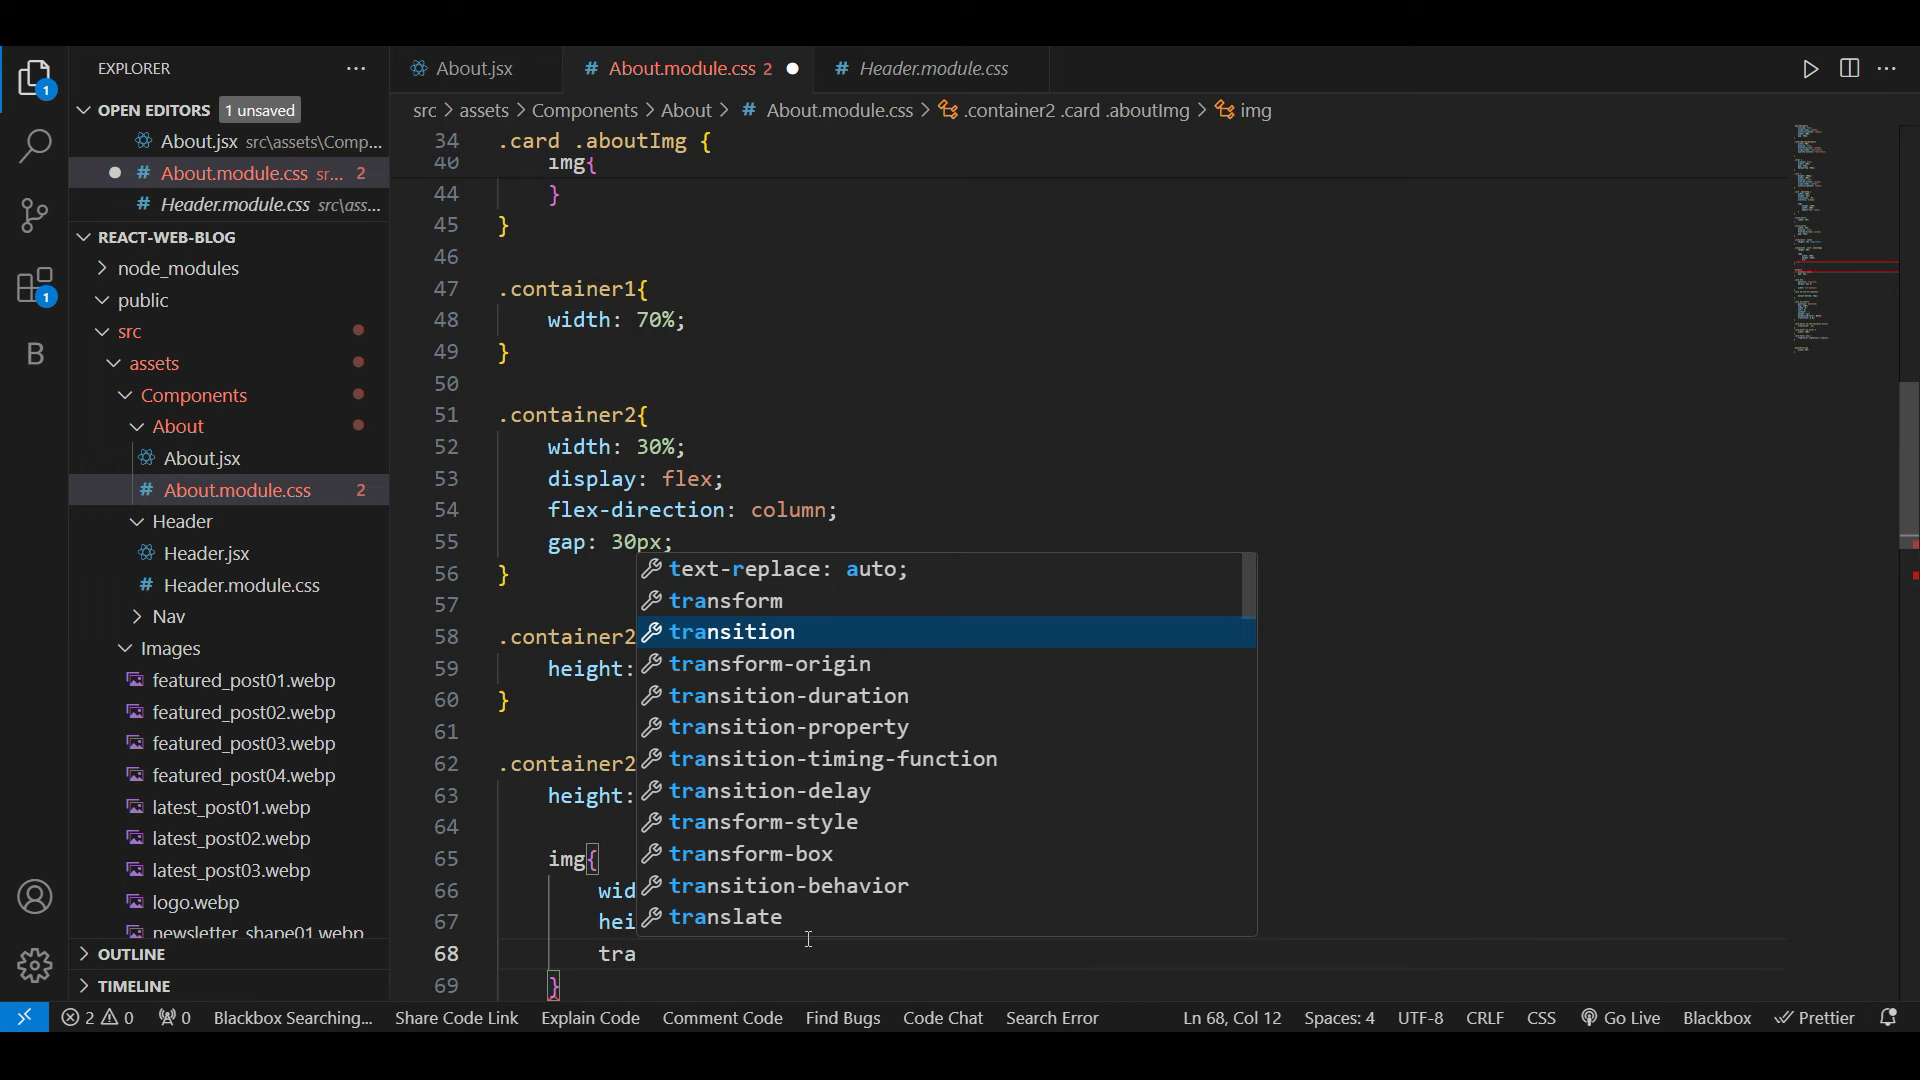 EXPLORER
OPEN EDITORS 1 unsaved
About.jsx src\assets\Comp...
# About.module.css sr... 2
# Header.module.css src\ass...
REACT-WEB-BLOG
node_modules
public
src
assets
Components
About
About.jsx
# About.module.css 2
Header
Header.jsx
# Header.module.css
Nav
Images
featured_post01.webp
featured_post02.webp
featured_post03.webp
featured_post04.webp
latest_post01.webp
latest_post02.webp
latest_post03.webp
logo.webp
newsletter_shape01.webp
OUTLINE
TIMELINE
1
1
B
About.jsx
# About.module.css 2
# Header.module.css
src > assets > Components > About > # About.module.css > .container2 .card .aboutImg > img
34 .card .aboutImg {
40 img{
44 }
45 }
46
47 .container1{
48 width: 70%;
49 }
50
51 .container2{
52 width: 30%;
53 display: flex;
54 flex-direction: column;
55 gap: 30px;
56 }
57
58 .container2
59 height:
60 }
61
62 .container2
63 height:
64
65 img{
66 wid
67 hei
68 tra
69 }
text-replace: auto;
transform
transition
transform-origin
transition-duration
transition-property
transition-timing-function
transition-delay
transform-style
transform-box
transition-behavior
translate
2 0 0 Blackbox Searching... Share Code Link Explain Code Comment Code Find Bugs Code Chat Search Error Ln 68, Col 12 Spaces: 4 UTF-8 CRLF CSS Go Live Blackbox Prettier